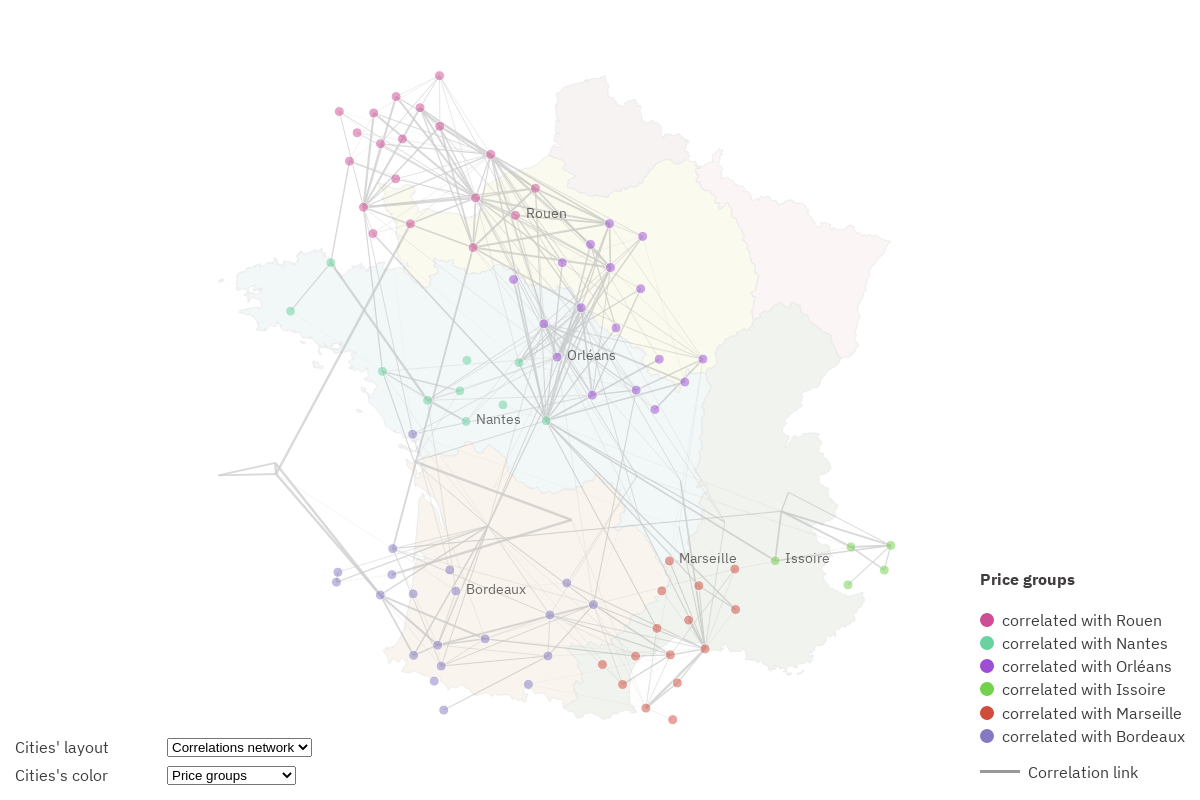 Rouen
Orléans
Nantes
Marseille
Issoire
Bordeaux
Price groups
correlated with Rouen
correlated with Nantes
correlated with Orléans
correlated with Issoire
correlated with Marseille
correlated with Bordeaux
Correlation link
Cities' layout
Correlations network
Cities's color
Price groups